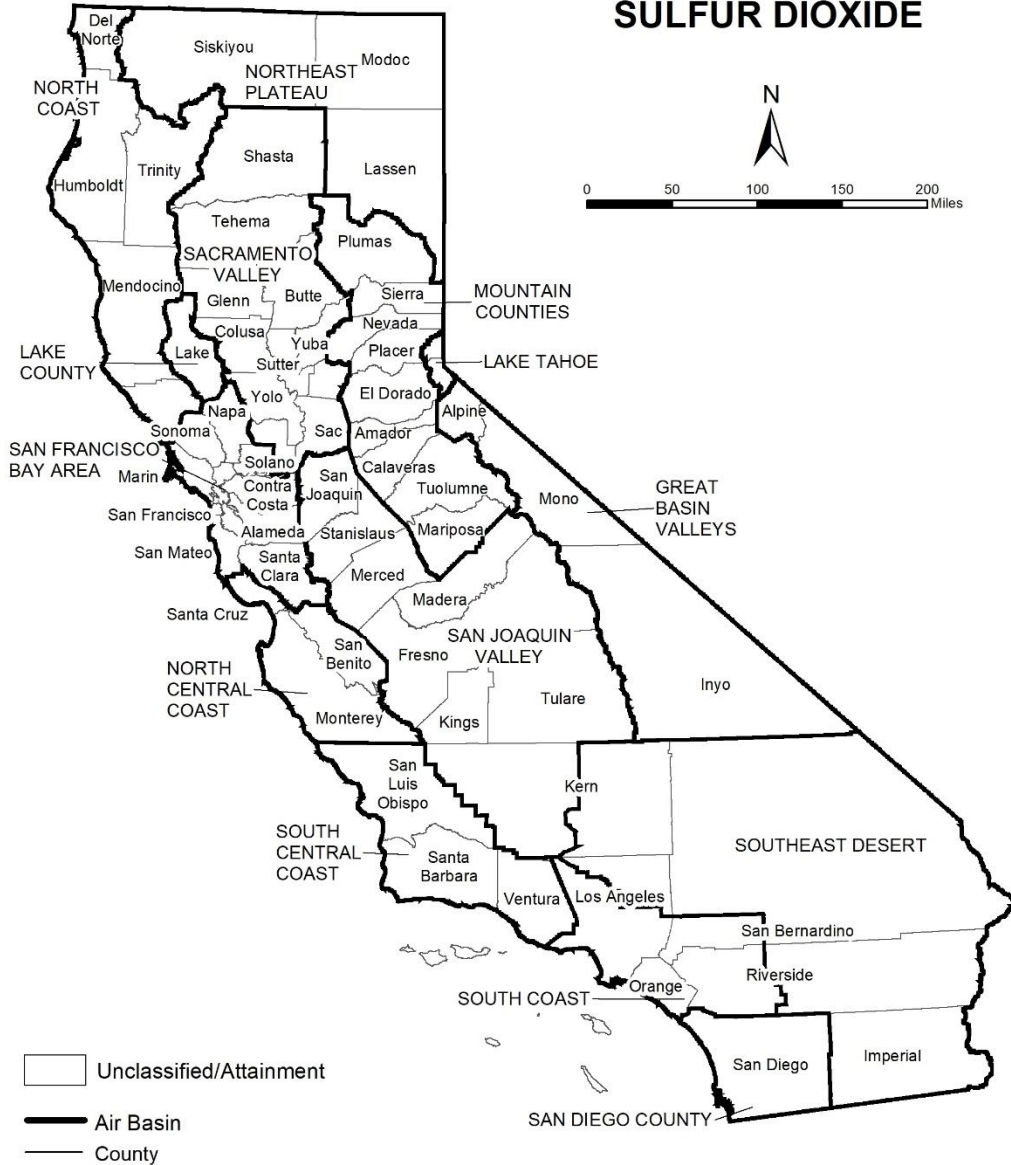 SULFUR DIOXIDE
Del
Norte
Siskiyou
Modoc
NORTHEAST
PLATEAU
NORTH
COAST
N
Shasta
Trinity
Lassen
Humboldt
0 50 100 150 200
Miles
Tehema
Plumas
SACRAMENTO
VALLEY
Mendocino
Glenn
Butte
Sierra
MOUNTAIN
COUNTIES
Colusa
Nevada
Yuba
Placer
LAKE
COUNTY
Lake
Sutter
LAKE TAHOE
Yolo
El Dorado
Napa
Alpine
Sonoma
Sac
Amador
SAN FRANCISCO
BAY AREA
Solano
Calaveras
Marin
Contra
Costa
San
Joaquin
Tuolumne
Mono
GREAT
BASIN
VALLEYS
San Francisco
Alameda
Stanislaus
Mariposa
San Mateo
Santa
Clara
Merced
Madera
Santa Cruz
SAN JOAQUIN
VALLEY
San
Benito
Fresno
NORTH
CENTRAL
COAST
Inyo
Tulare
Monterey
Kings
San
Luis
Obispo
Kern
SOUTH
CENTRAL
COAST
SOUTHEAST DESERT
Santa
Barbara
Ventura
Los Angeles
San Bernardino
Riverside
Orange
SOUTH COAST
Imperial
San Diego
SAN DIEGO COUNTY
Unclassified/Attainment
Air Basin
County